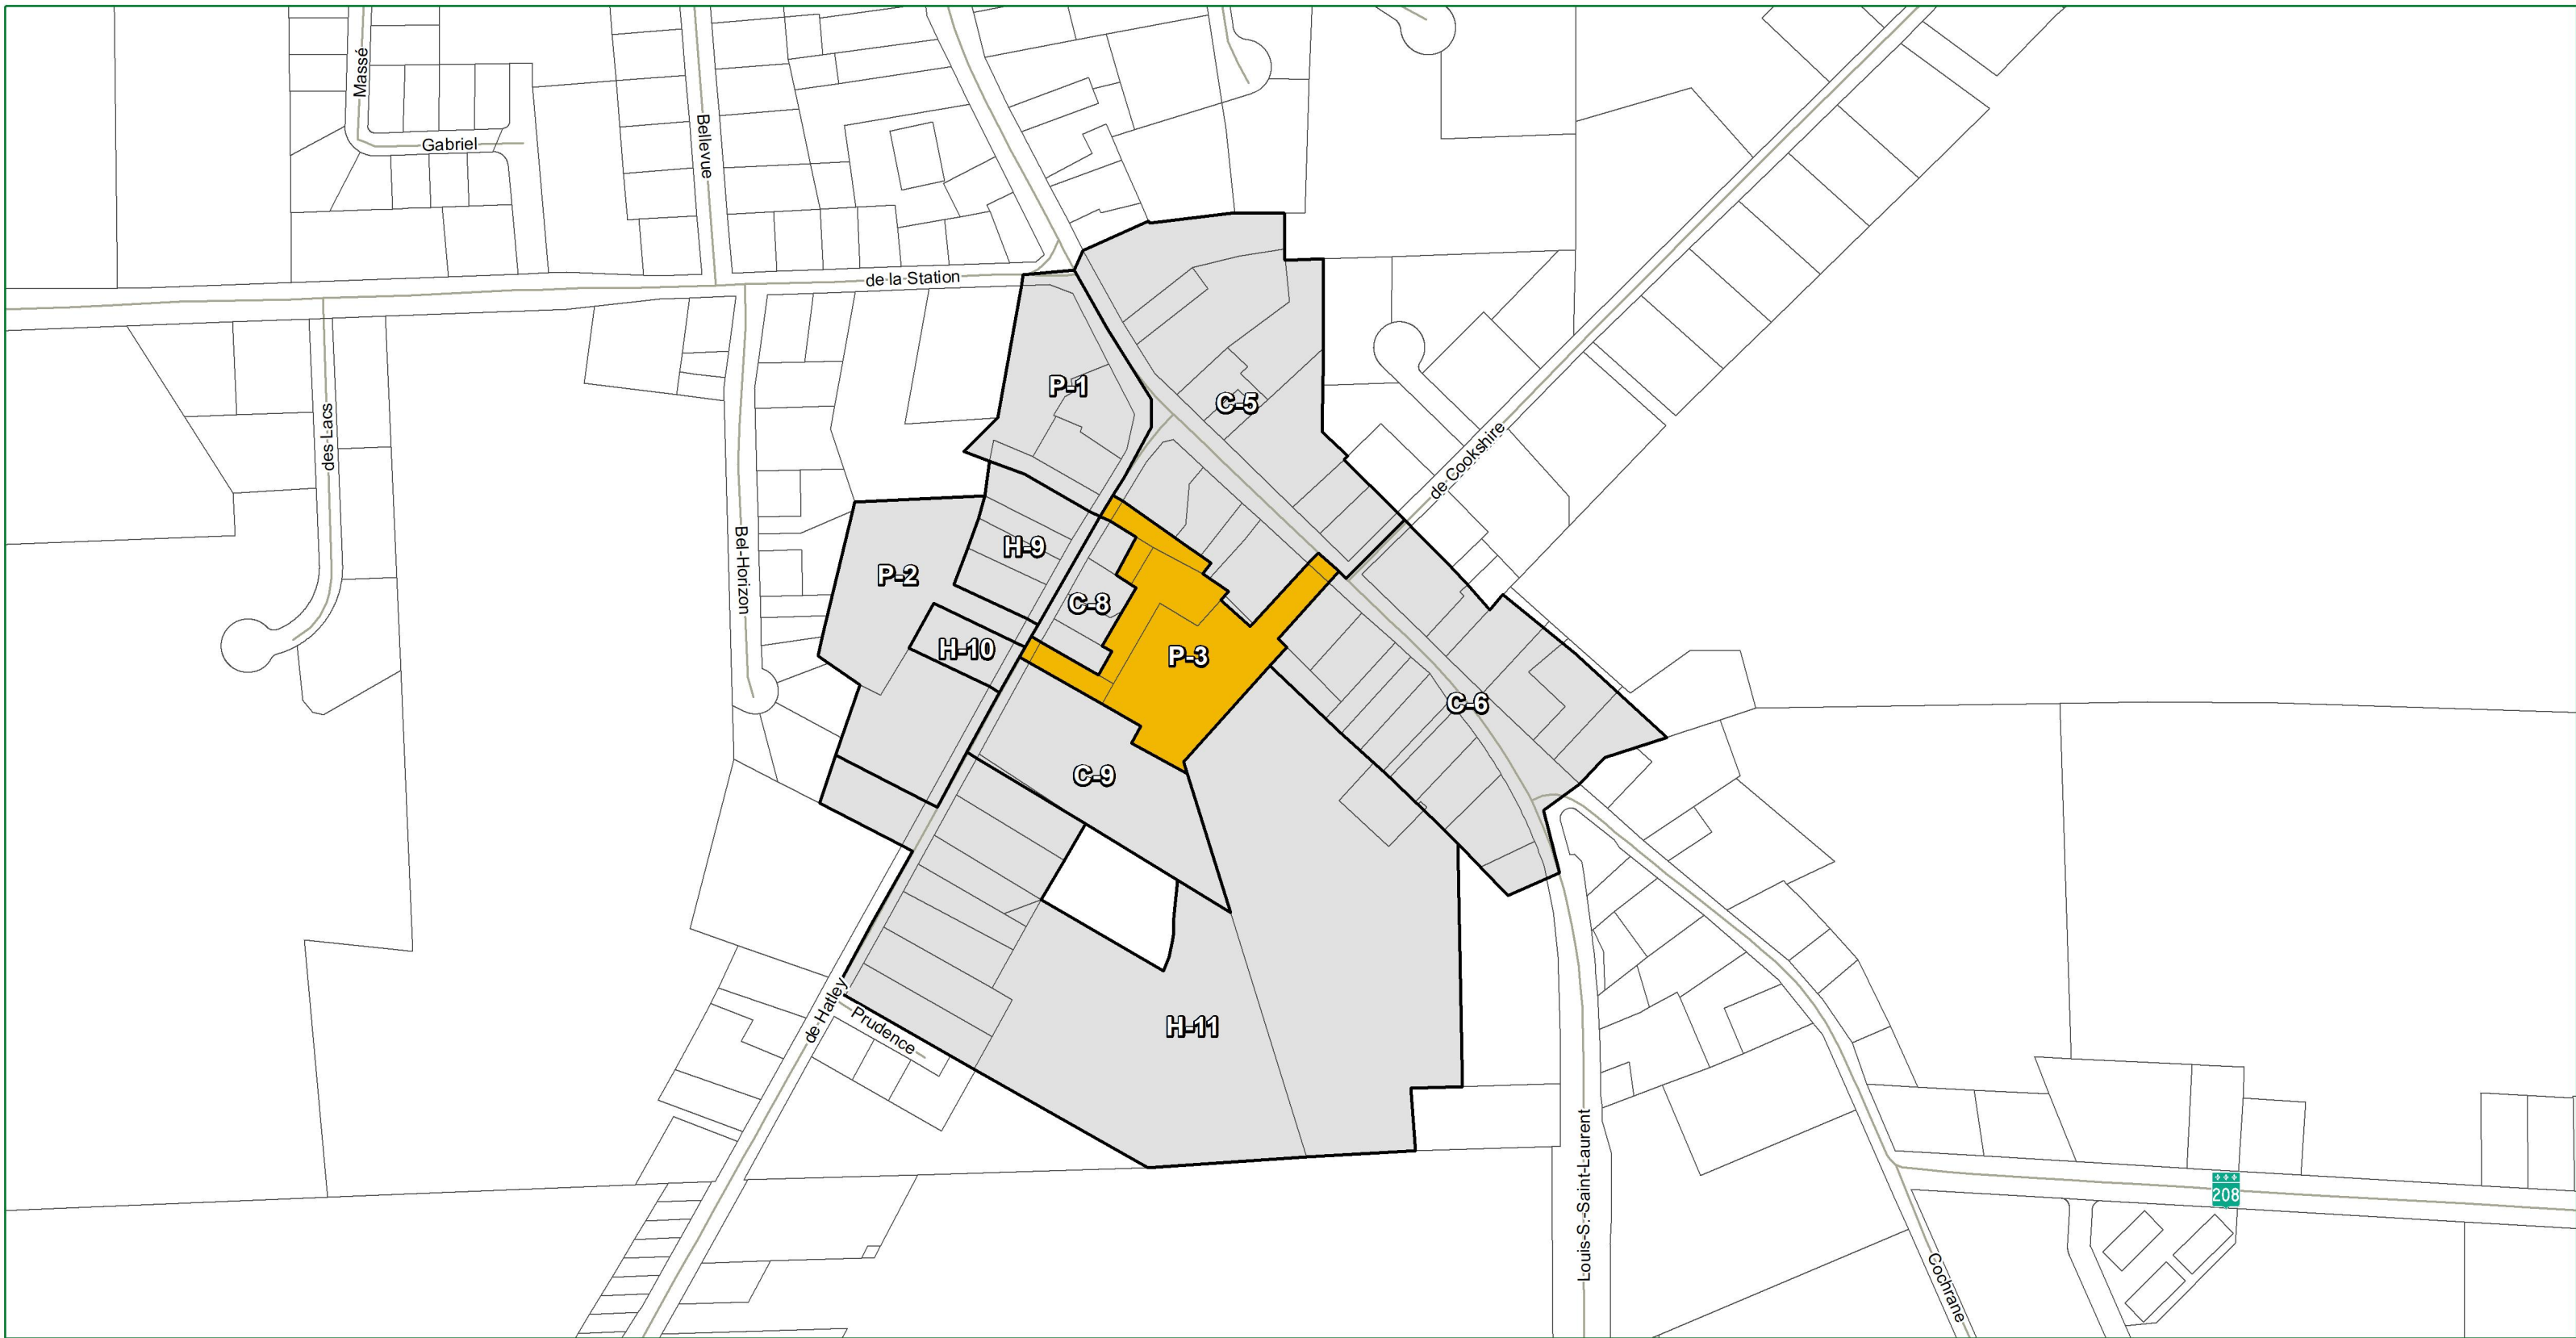 Massé
Gabriel
Bellevue
de la Station
des Lacs
P-1
C-5
de Cookshire
Bel-Horizon
H-9
P-2
C-8
H-10
P-3
C-6
C-9
de Hatley
Prudence
H-11
Louis-S.-Saint-Laurent
208
Cochrane